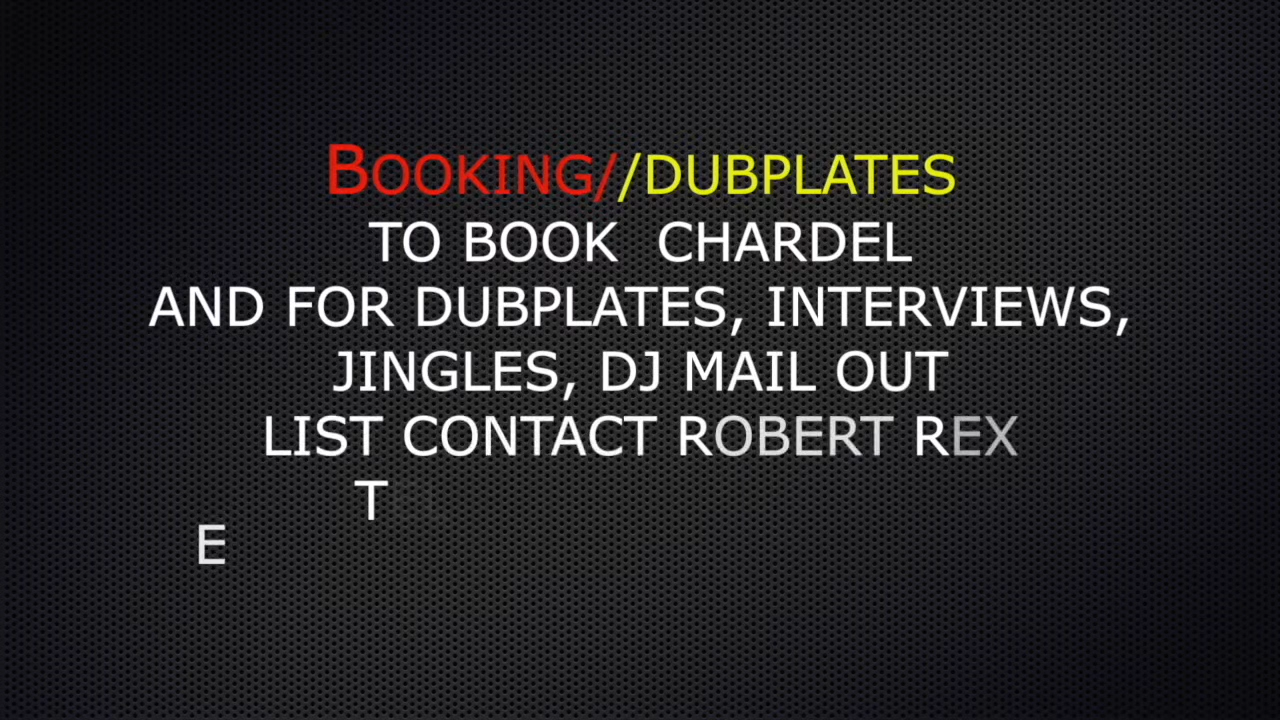 BOOKING//DUBPLATES
TO BOOK CHARDEL
AND FOR DUBPLATES, INTERVIEWS,
JINGLES, DJ MAIL OUT
LIST CONTACT ROBERT REX
T
E